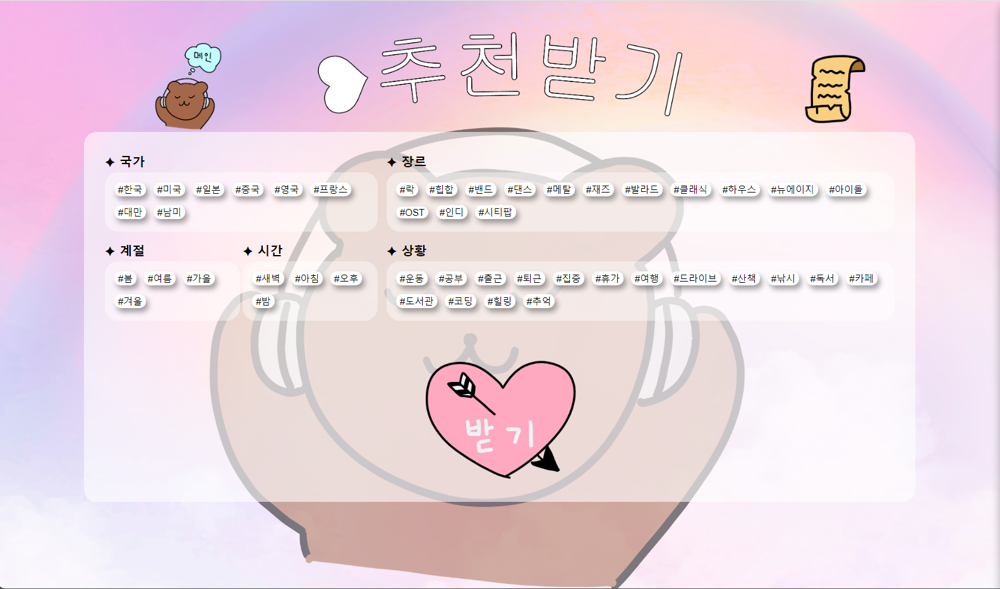 메인
추천받기
✦ 국가
#한국 #미국 #일본 #중국 #영국 #프랑스
#대만 #남미
✦ 장르
#락 #힙합 #밴드 #댄스 #메탈 #재즈 #발라드 #클래식 #하우스 #뉴에이지 #아이돌
#OST #인디 #시티팝
✦ 계절
#봄 #여름 #가을
#겨울
✦ 시간
#새벽 #아침 #오후
#밤
✦ 상황
#운동 #공부 #출근 #퇴근 #집중 #휴가 #여행 #드라이브 #산책 #낚시 #독서 #카페
#도서관 #코딩 #힐링 #추억
받기